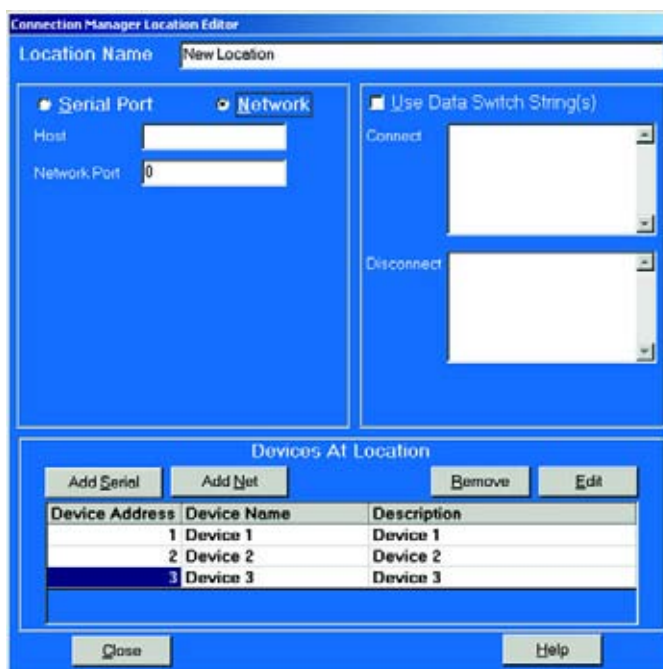 Connection Manager Location Editor
Location Name New Location
Serial Port Network
Host
Network Port 0
Use Data Switch String(s)
Connect
Disconnect
Devices At Location
Add Serial Add Net Remove Edit
Device Address Device Name Description
1 Device 1 Device 1
2 Device 2 Device 2
3 Device 3 Device 3
Close Help